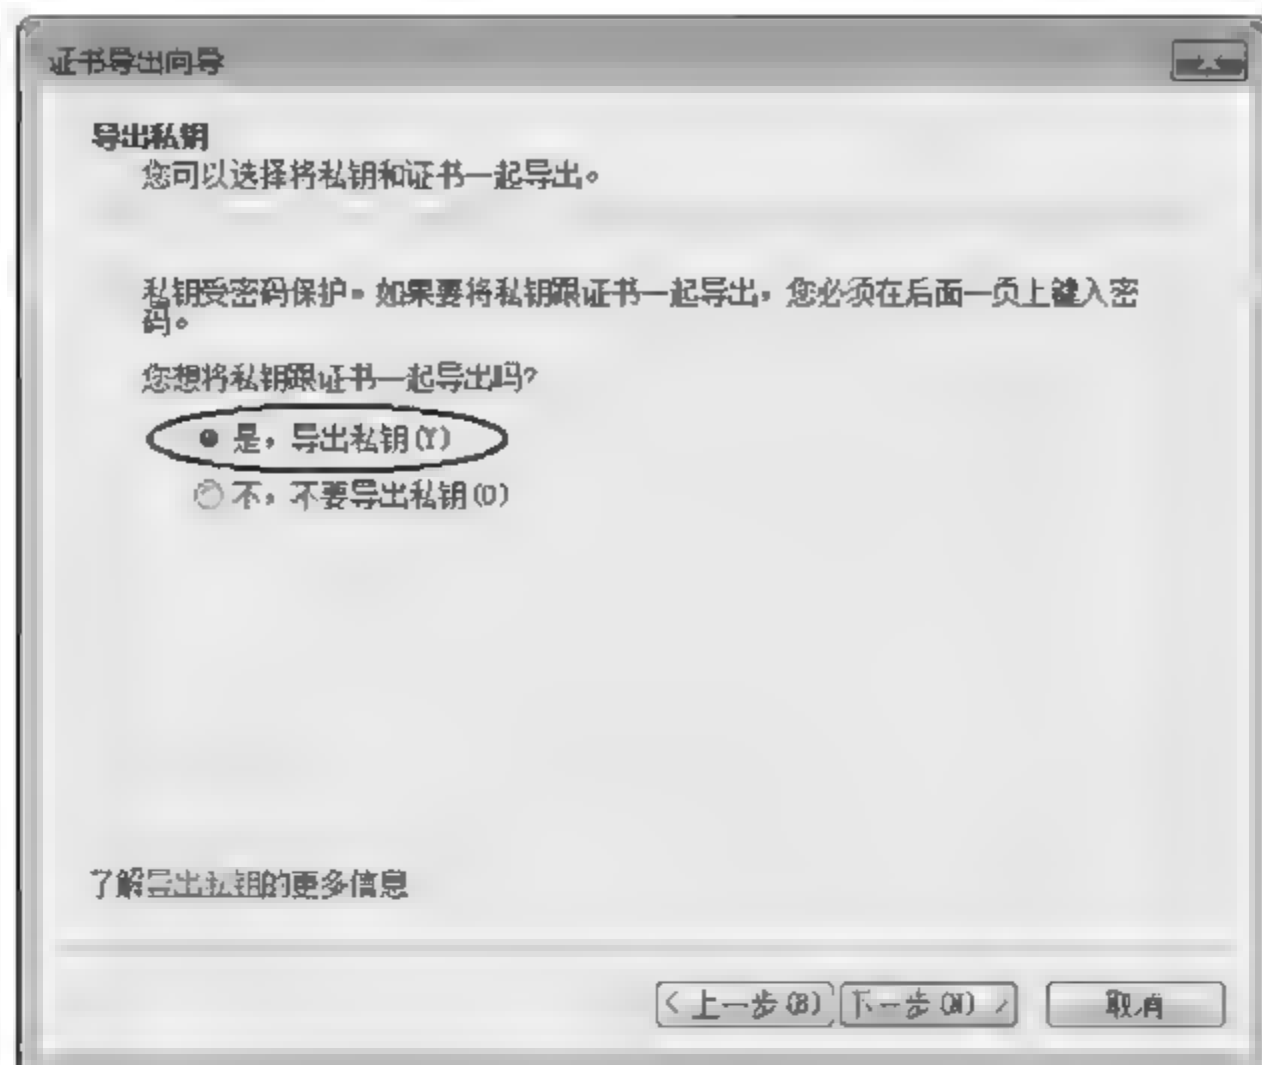 证书导出向导
导出私钥
您可以选择将私钥和证书一起导出。
私钥受密码保护。如果要将私钥跟证书一起导出，您必须在后面一页上键入密
码。
您想将私钥跟证书一起导出吗?
是，导出私钥(Y)
不，不要导出私钥(O)
了解导出私钥的更多信息
< 上一步(B) 下一步(N) > 取消